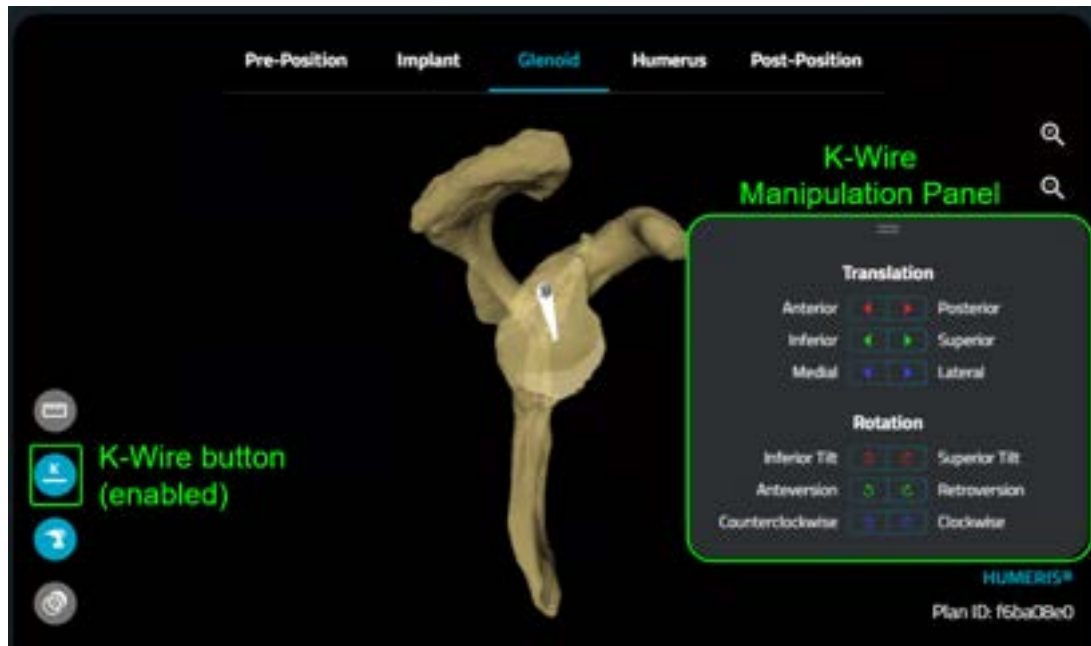 Pre-Position Implant Glenoid Humerus Post-Position
K-Wire
Manipulation Panel
Translation
Anterior Posterior
Inferior Superior
Medial Lateral
Rotation
Inferior Tilt Superior Tilt
Anteversion Retroversion
Counterclockwise Clockwise
K
K-Wire button
(enabled)
HUMERIS®
Plan ID: f6ba08e0